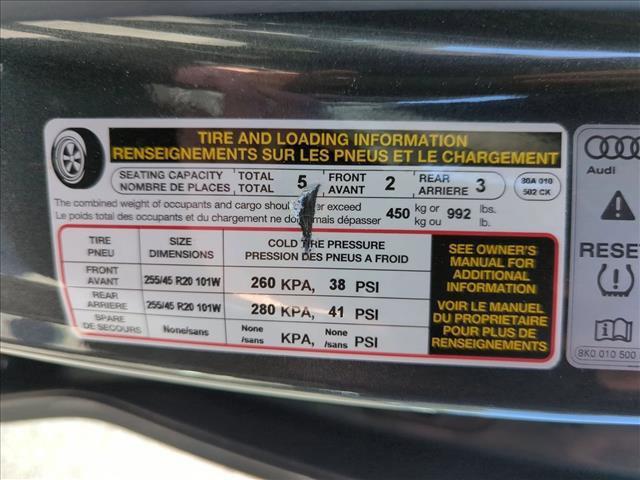 TIRE AND LOADING INFORMATION
RENSEIGNEMENTS SUR LES PNEUS ET LE CHARGEMENT
SEATING CAPACITY TOTAL 5 FRONT 2 REAR 3
NOMBRE DE PLACES TOTAL AVANT ARRIERE
80A 010
502 CK
The combined weight of occupants and cargo should never exceed 450 kg or 992 lbs.
Le poids total des occupants et du chargement ne doit jamais dépasser kg ou lb.
TIRE SIZE COLD TIRE PRESSURE
PNEU DIMENSIONS PRESSION DES PNEUS A FROID
FRONT
AVANT 255/45 R20 101W 260 KPA, 38 PSI
REAR
ARRIERE 255/45 R20 101W 280 KPA, 41 PSI
SPARE
DE SECOURS None/sans None /sans KPA, None /sans PSI
SEE OWNER'S
MANUAL FOR
ADDITIONAL
INFORMATION
VOIR LE MANUEL
DU PROPRIETAIRE
POUR PLUS DE
RENSEIGNEMENTS
Audi
RESET
8K0 010 500